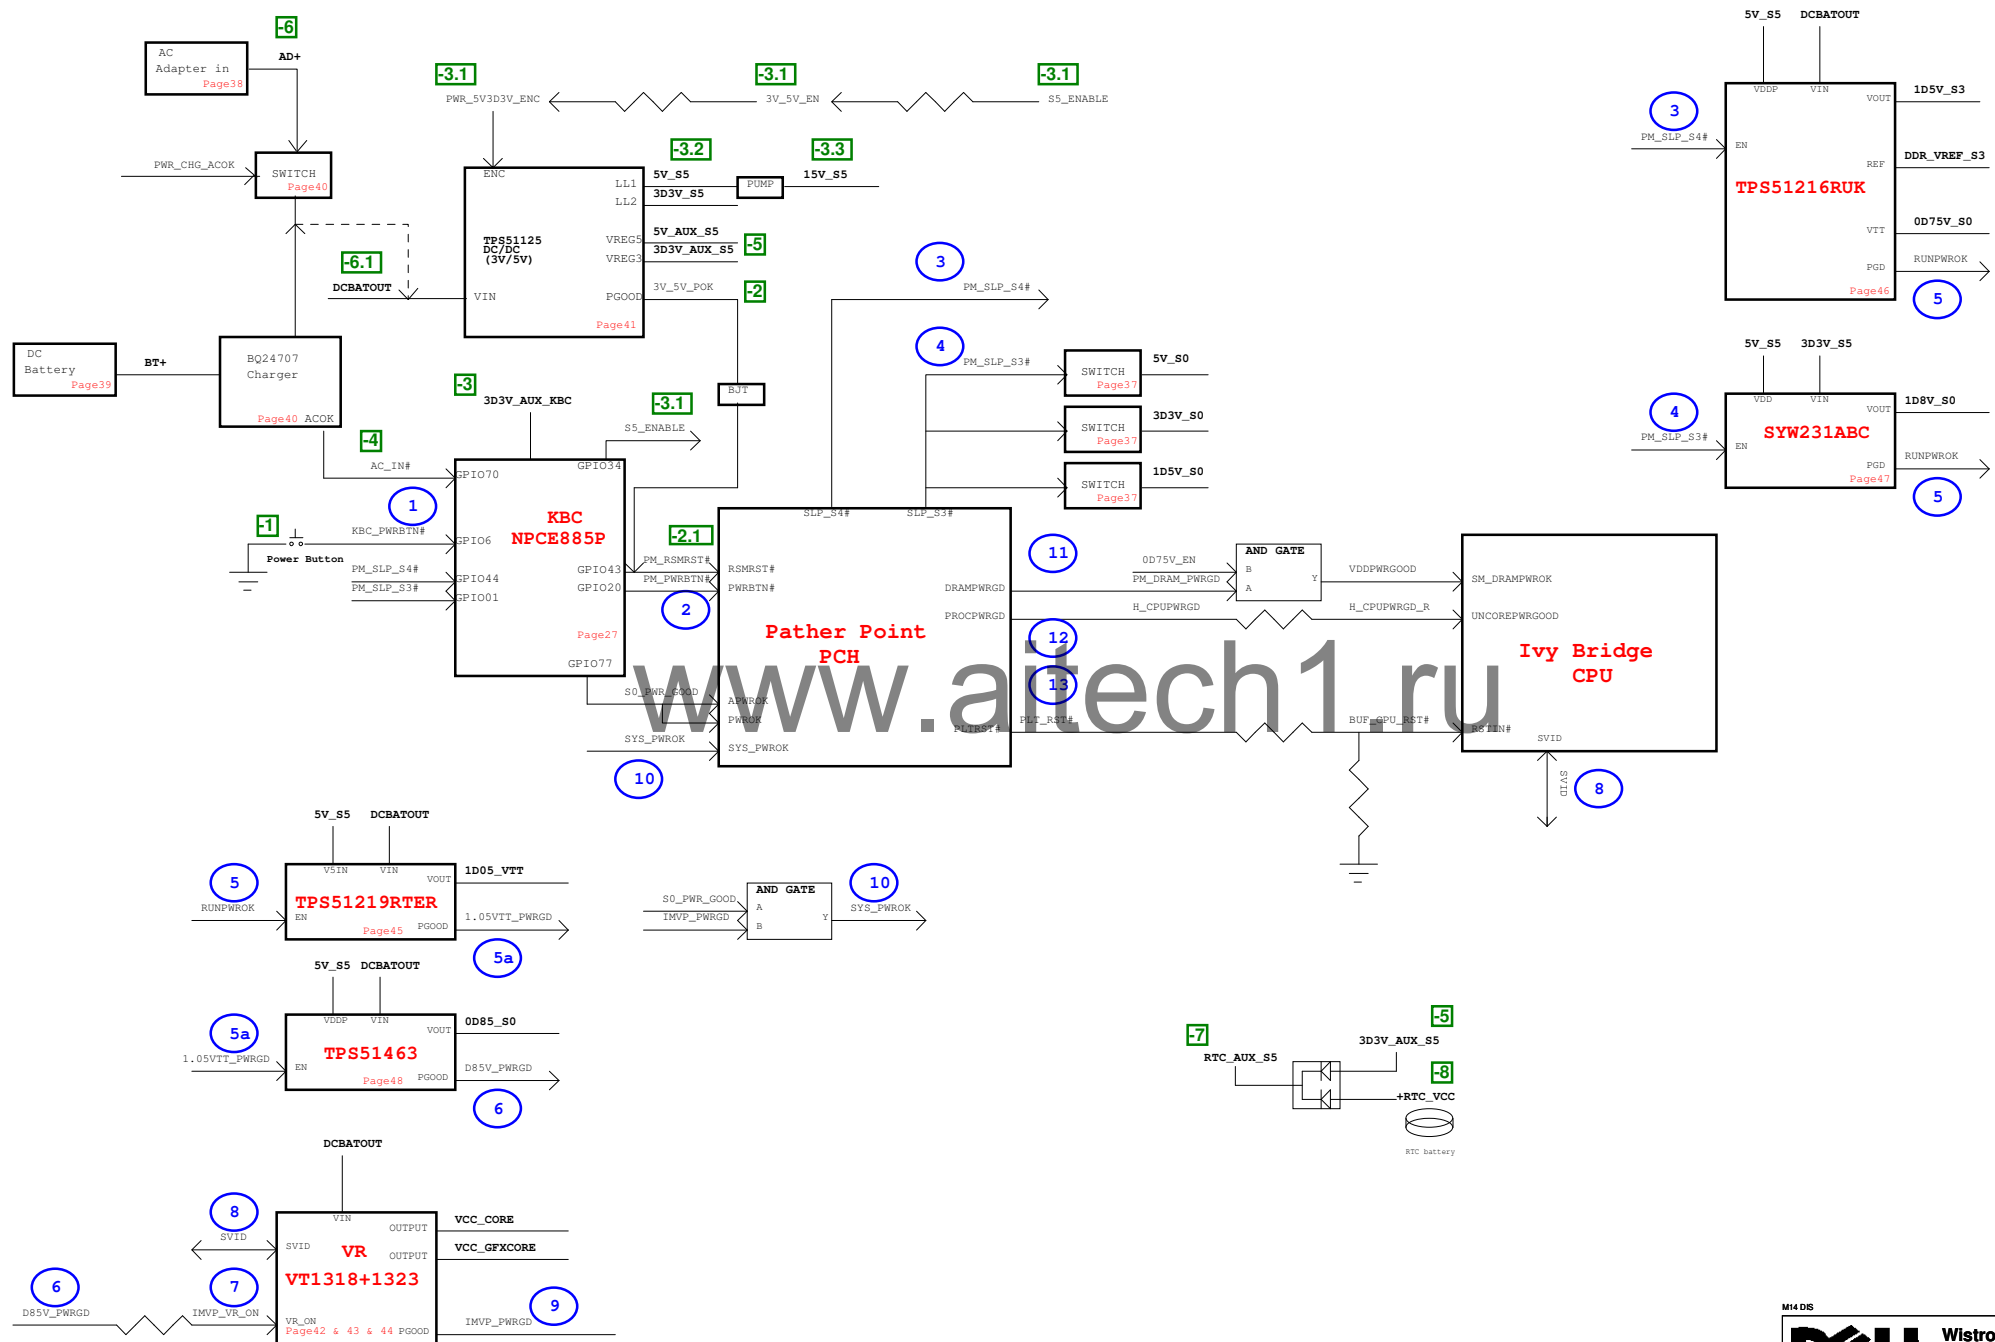 -6
AC
Adapter in
Page38
AD+
PWR_CHG_ACOK
SWITCH
Page40
-6.1
DCBATOUT
DC
Battery
Page39
BT+
BQ24707
Charger
Page40 ACOK
-4
AC_IN#
-3.1
PWR_5V3D3V_ENC
-3.1
3V_5V_EN
-3.1
S5_ENABLE
ENC
TPS51125
DC/DC
(3V/5V)
VIN
LL1
LL2
VREG5
VREG3
PGOOD
Page41
-3.2
5V_S5
3D3V_S5
PUMP
-3.3
15V_S5
5V_AUX_S5
3D3V_AUX_S5
-5
3V_5V_POK
-2
BJT
-3
3D3V_AUX_KBC
-3.1
S5_ENABLE
GPIO70
GPIO34
1
-1
KBC_PWRBTN#
Power Button
GPIO6
KBC
NPCE885P
PM_SLP_S4#
PM_SLP_S3#
GPIO44
GPIO01
GPIO43
GPIO20
Page27
GPIO77
-2.1
PM_RSMRST#
PM_PWRBTN#
2
S0_PWR_GOOD
SYS_PWROK
10
3
PM_SLP_S4#
4
PM_SLP_S3#
SWITCH
Page37
5V_S0
SWITCH
Page37
3D3V_S0
SWITCH
Page37
1D5V_S0
SLP_S4#
SLP_S3#
RSMRST#
PWRBTN#
Pather Point
PCH
APWROK
PWROK
SYS_PWROK
DRAMPWRGD
PROCPWRGD
PLTRST#
11
12
13
0D75V_EN
PM_DRAM_PWRGD
AND GATE
B
A
Y
VDDPWRGOOD
H_CPUPWRGD
H_CPUPWRGD_R
PLT_RST#
BUF_CPU_RST#
SM_DRAMPWROK
UNCOREPWRGOOD
Ivy Bridge
CPU
RSTIN#
SVID
SVID
8
www.aitech1.ru
5V_S5
DCBATOUT
3
PM_SLP_S4#
VDDP
VIN
EN
VOUT
REF
TPS51216RUK
VTT
PGD
Page46
1D5V_S3
DDR_VREF_S3
0D75V_S0
RUNPWROK
5
5V_S5
3D3V_S5
4
PM_SLP_S3#
VDD
VIN
EN
VOUT
SYW231ABC
PGD
Page47
1D8V_S0
RUNPWROK
5
5V_S5
DCBATOUT
5
RUNPWROK
V5IN
VIN
VOUT
TPS51219RTER
EN
Page45
PGOOD
1D05_VTT
1.05VTT_PWRGD
5a
S0_PWR_GOOD
IMVP_PWRGD
AND GATE
A
B
Y
10
SYS_PWROK
5V_S5
DCBATOUT
5a
1.05VTT_PWRGD
VDDP
VIN
VOUT
TPS51463
EN
Page48
PGOOD
0D85_S0
D85V_PWRGD
6
-7
RTC_AUX_S5
-5
3D3V_AUX_S5
-8
+RTC_VCC
RTC battery
DCBATOUT
8
SVID
6
D85V_PWRGD
7
IMVP_VR_ON
VIN
SVID
OUTPUT
OUTPUT
VR
VT1318+1323
VR_ON
Page42 & 43 & 44
PGOOD
VCC_CORE
VCC_GFXCORE
9
IMVP_PWRGD
M14 DIS